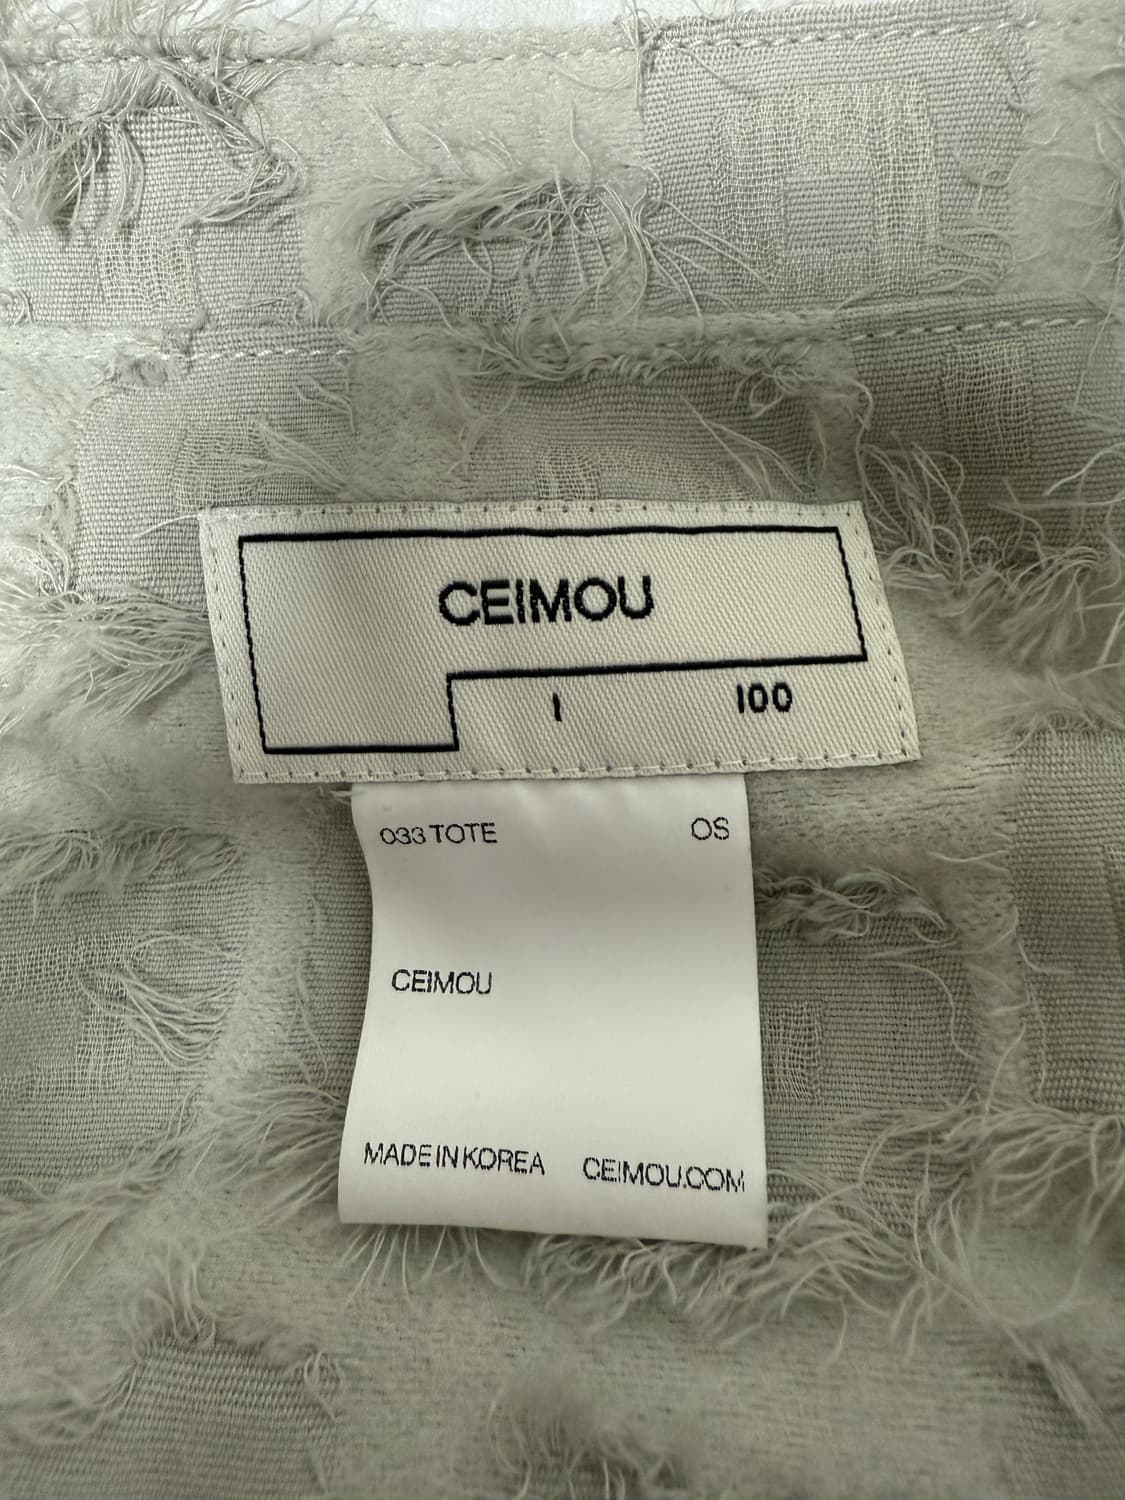 CEIMOU
1 100
033 TOTE OS
CEIMOU
MADE IN KOREA CEIMOU.COM